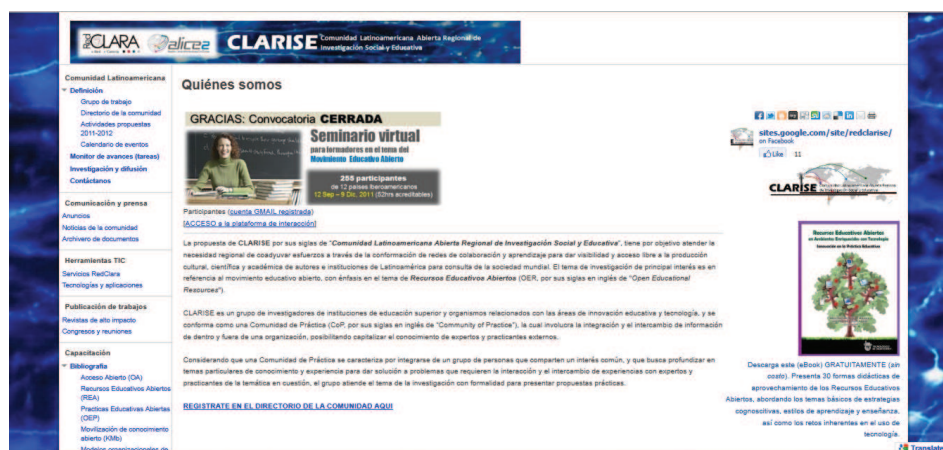 Red CLARA
alice2
CLARISE Comunidad Latinoamericana Abierta Regional de
Investigación Social y Educativa
Comunidad Latinoamericana
Definición
Grupo de trabajo
Directorio de la comunidad
Actividades propuestas
2011-2012
Calendario de eventos
Monitor de avances (tareas)
Investigación y difusión
Contáctanos
Comunicación y prensa
Anuncios
Noticias de la comunidad
Archivero de documentos
Herramientas TIC
Servicios RedClara
Tecnologías y aplicaciones
Publicación de trabajos
Revistas de alto impacto
Congresos y reuniones
Capacitación
Bibliografía
Acceso Abierto (OA)
Recursos Educativos Abiertos
(REA)
Practicas Educativas Abiertas
(OEP)
Movilización de conocimiento
abierto (KMb)
Modelos organizacionales de
Quiénes somos
GRACIAS: Convocatoria CERRADA
Seminario virtual
para formadores en el tema del
Movimiento Educativo Abierto
255 participantes
de 12 países iberoamericanos
12 Sep – 9 Dic. 2011 (52hrs acreditables)
Participantes (cuenta GMAIL registrada)
[ACCESO a la plataforma de interacción]
La propuesta de CLARISE por sus siglas de "Comunidad Latinoamericana Abierta Regional de Investigación Social y Educativa", tiene por objetivo atender la
necesidad regional de coadyuvar esfuerzos a través de la conformación de redes de colaboración y aprendizaje para dar visibilidad y acceso libre a la producción
cultural, científica y académica de autores e instituciones de Latinoamérica para consulta de la sociedad mundial. El tema de investigación de principal interés es en
referencia al movimiento educativo abierto, con énfasis en el tema de Recursos Educativos Abiertos (OER, por sus siglas en inglés de "Open Educational
Resources").
CLARISE es un grupo de investigadores de instituciones de educación superior y organismos relacionados con las áreas de innovación educativa y tecnología, y se
conforma como una Comunidad de Práctica (CoP, por sus siglas en inglés de "Community of Practice"), la cual involucra la integración y el intercambio de información
de dentro y fuera de una organización, posibilitando capitalizar el conocimiento de expertos y practicantes externos.
Considerando que una Comunidad de Práctica se caracteriza por integrarse de un grupo de personas que comparten un interés común, y que busca profundizar en
temas particulares de conocimiento y experiencia para dar solución a problemas que requieren la interacción y el intercambio de experiencias con expertos y
practicantes de la temática en cuestión, el grupo atiende el tema de la investigación con formalidad para presentar propuestas prácticas.
REGISTRATE EN EL DIRECTORIO DE LA COMUNIDAD AQUI
sites.google.com/site/redclarise/
on Facebook
Like 11
CLARISE
Recursos Educativos Abiertos
en Ambientes Enriquecidos con Tecnología
Innovación en la Práctica Educativa
Descarga este (eBook) GRATUITAMENTE (sin
costo). Presenta 30 formas didácticas de
aprovechamiento de los Recursos Educativos
Abiertos, abordando los temas básicos de estrategias
cognoscitivas, estilos de aprendizaje y enseñanza,
así como los retos inherentes en el uso de
tecnología.
Translate